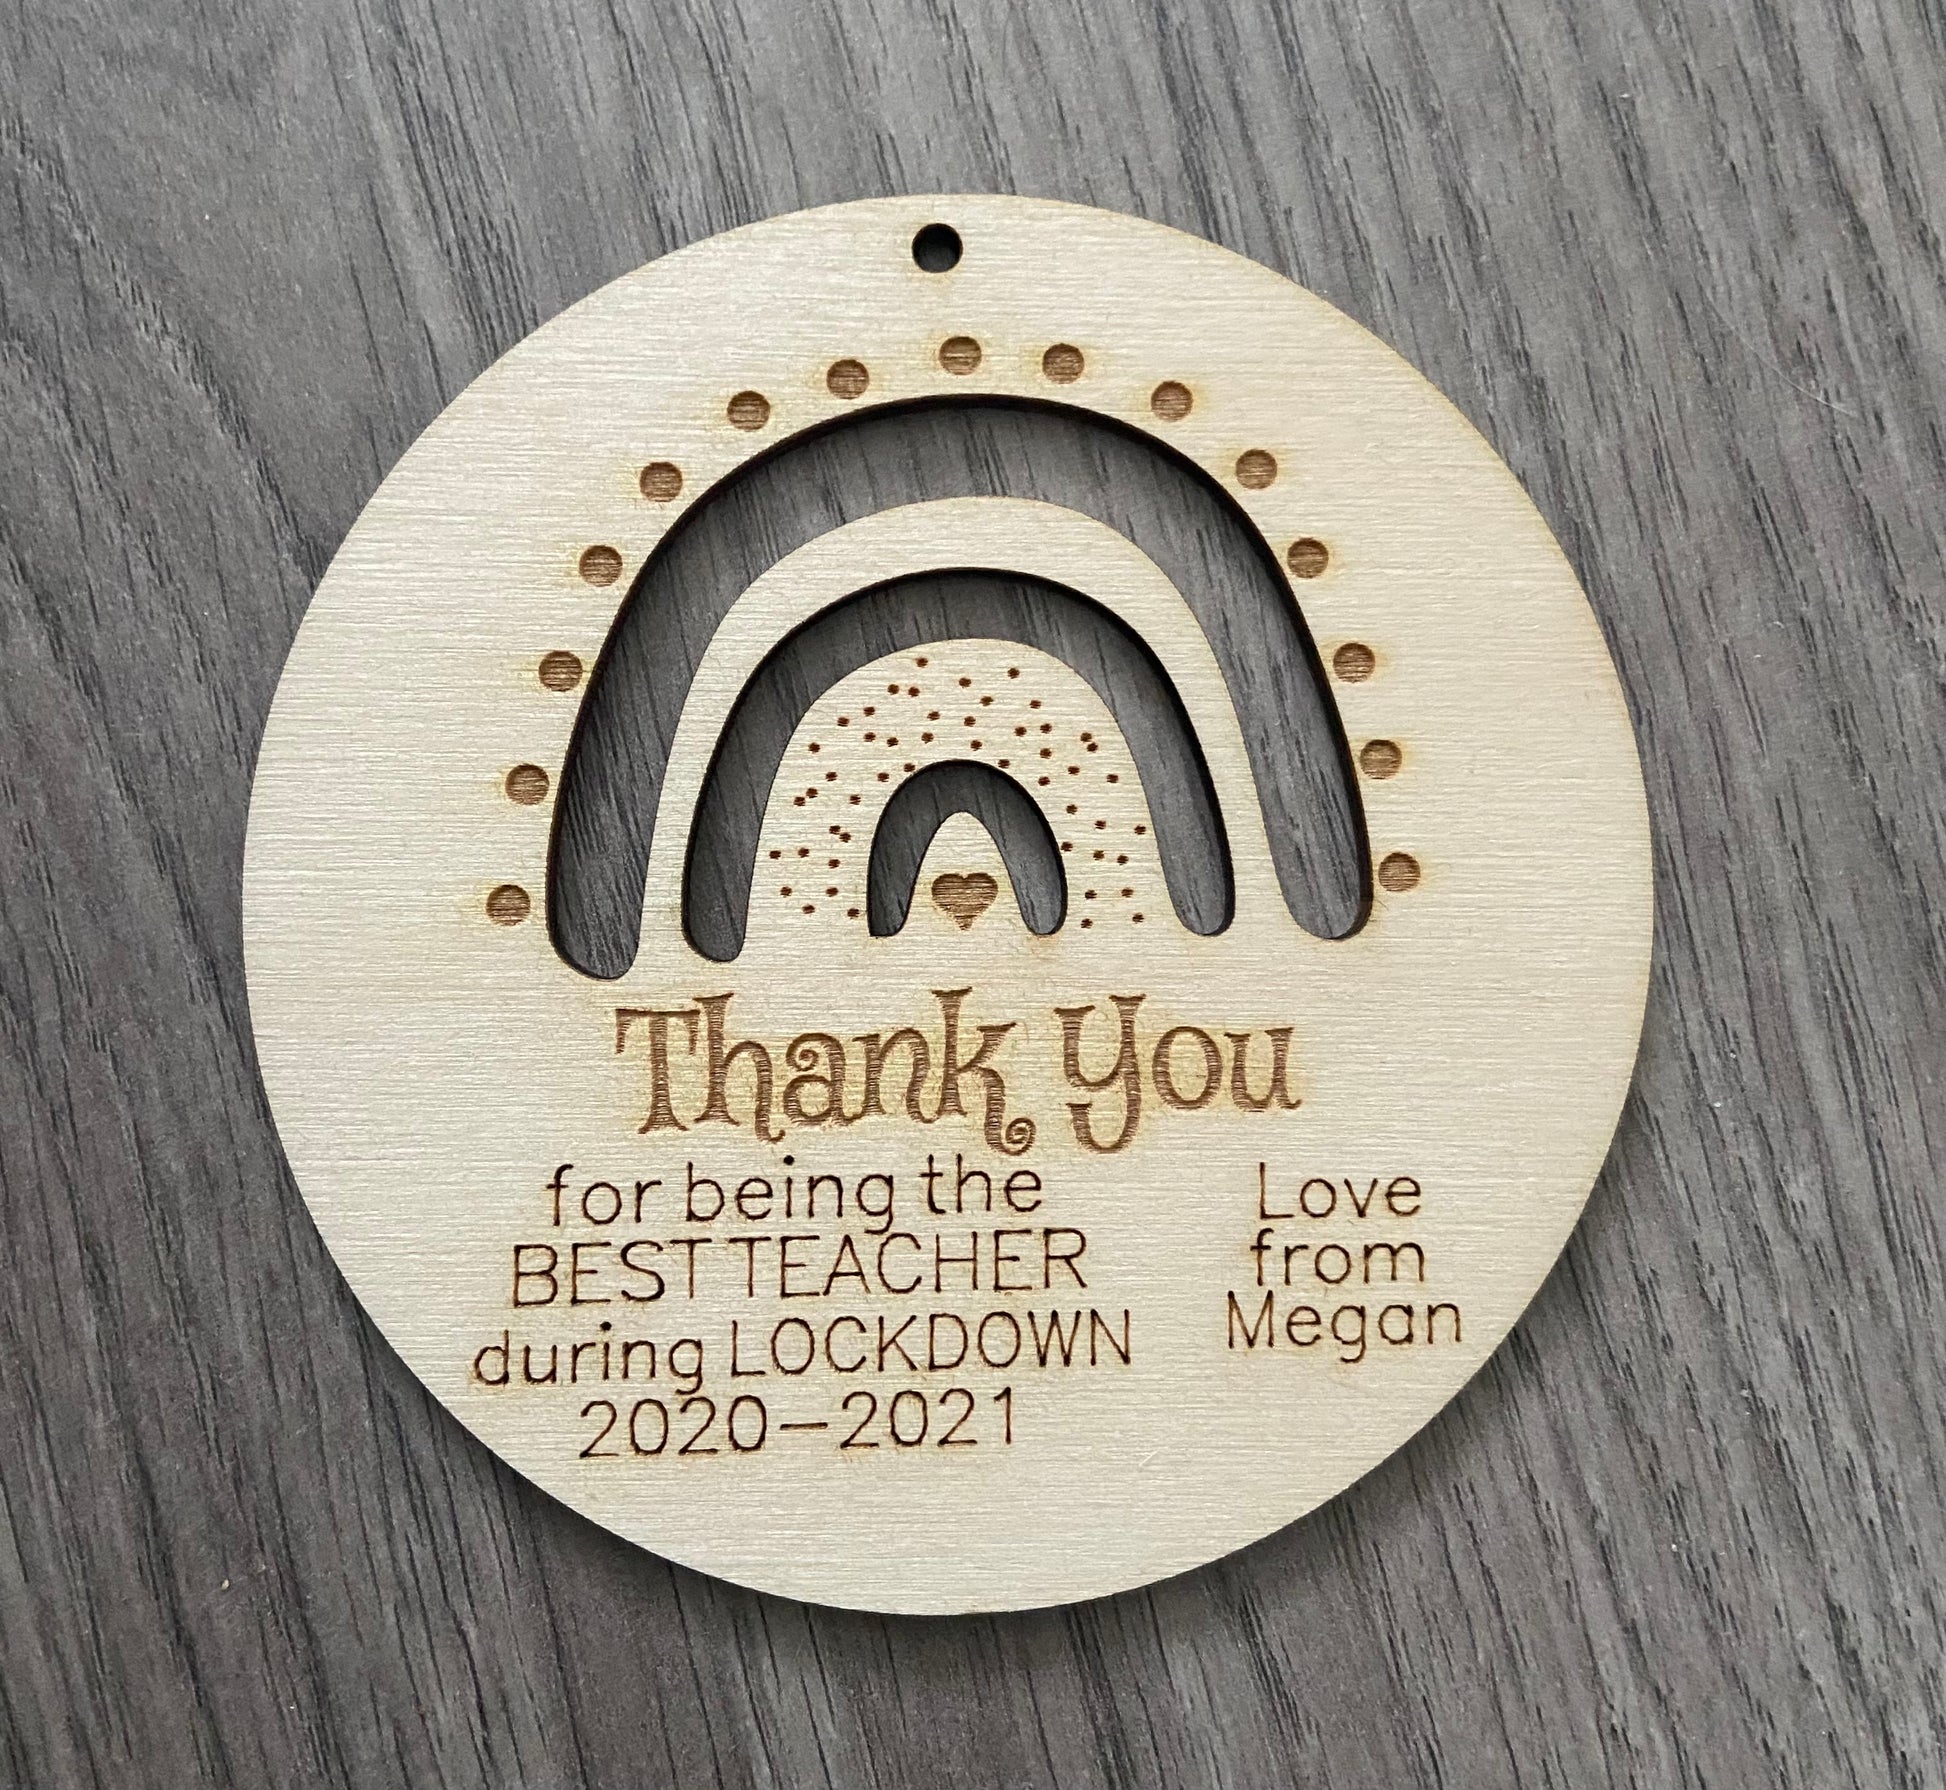 Thank You
for being the
BEST TEACHER
during LOCKDOWN
2020-2021
Love
from
Megan